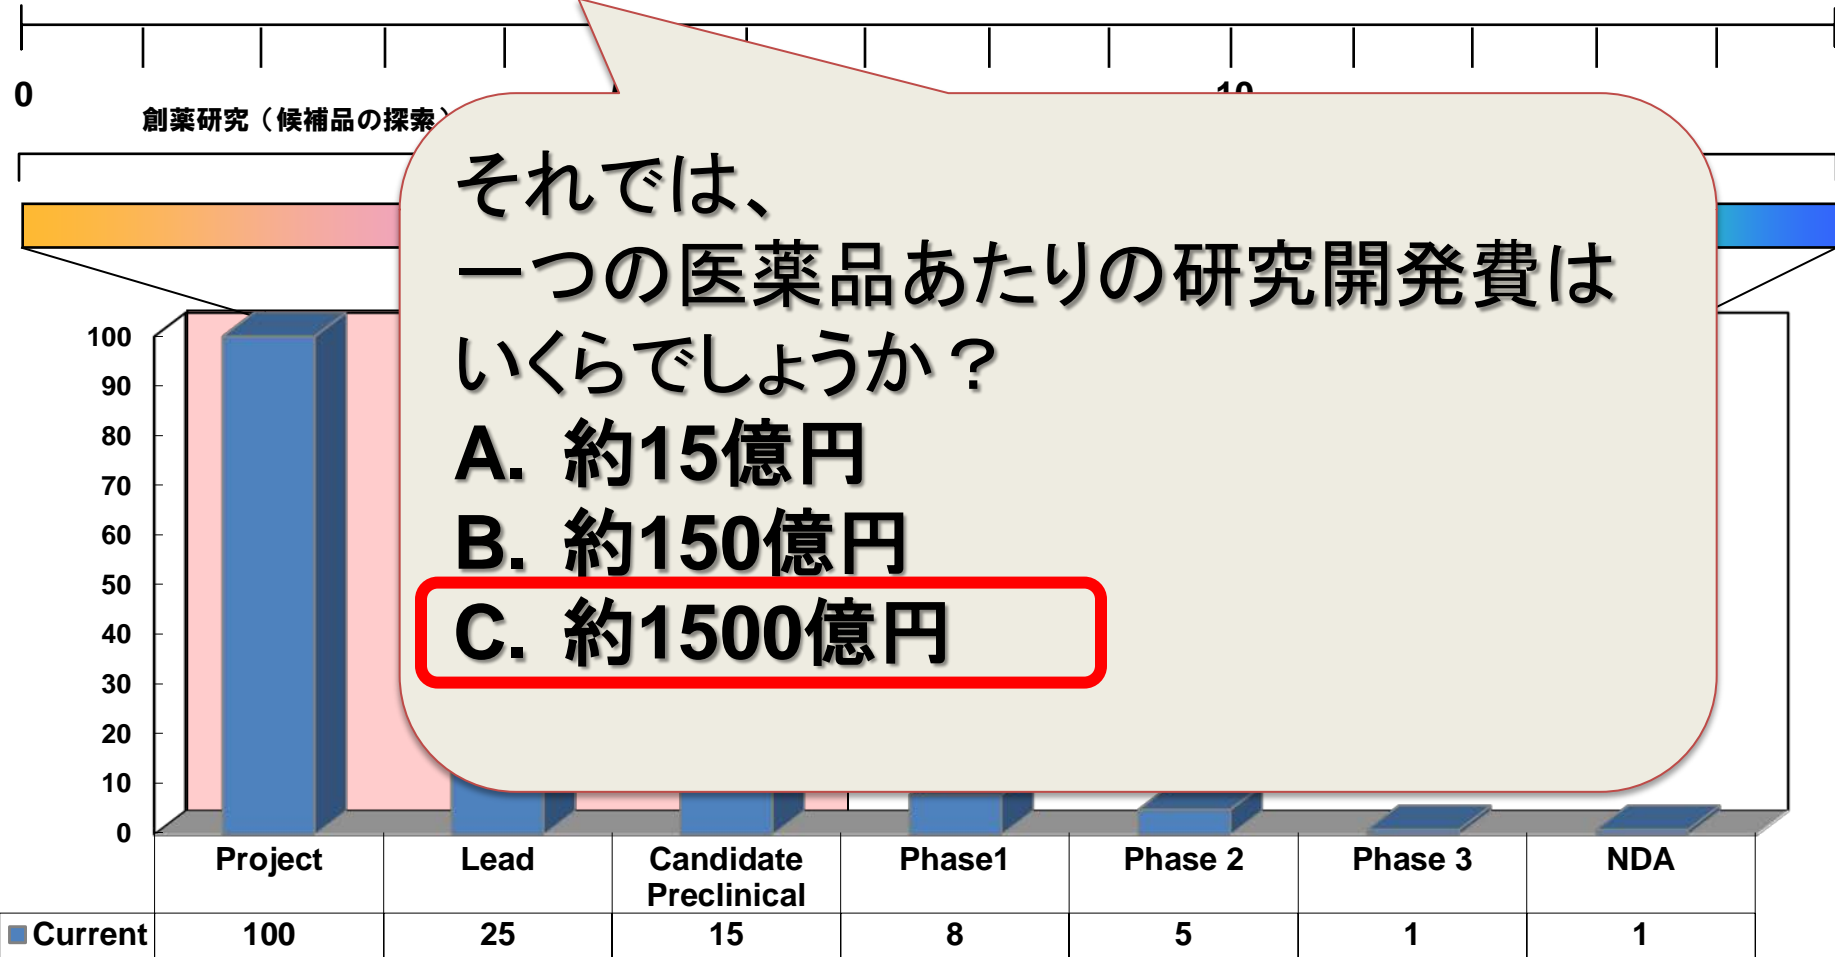 0
10
創薬研究（候補品の探索）
それでは、
一つの医薬品あたりの研究開発費は
いくらでしょうか？
A. 約15億円
B. 約150億円
C. 約1500億円
100
90
80
70
60
50
40
30
20
10
0
Project Lead Candidate Preclinical Phase1 Phase 2 Phase 3 NDA
Current 100 25 15 8 5 1 1